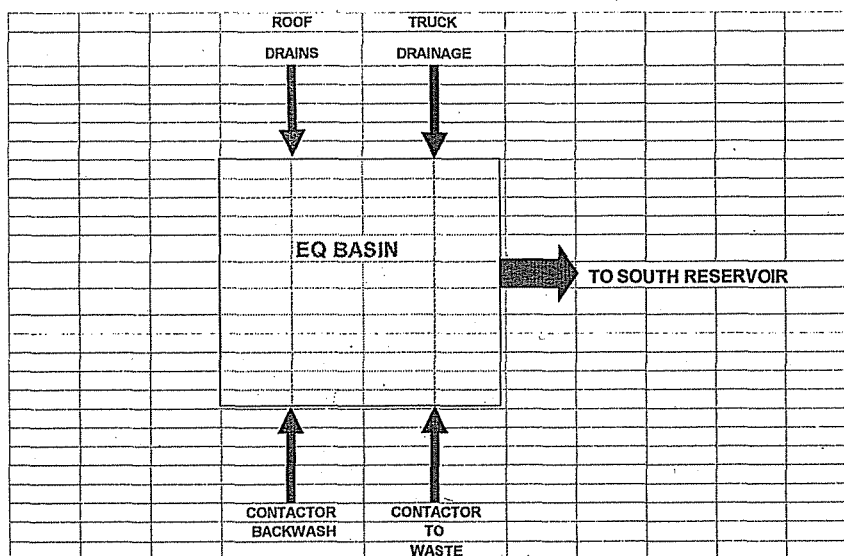 ROOF
DRAINS
TRUCK
DRAINAGE
EQ BASIN
TO SOUTH RESERVOIR
CONTACTOR
BACKWASH
CONTACTOR
TO
WASTE